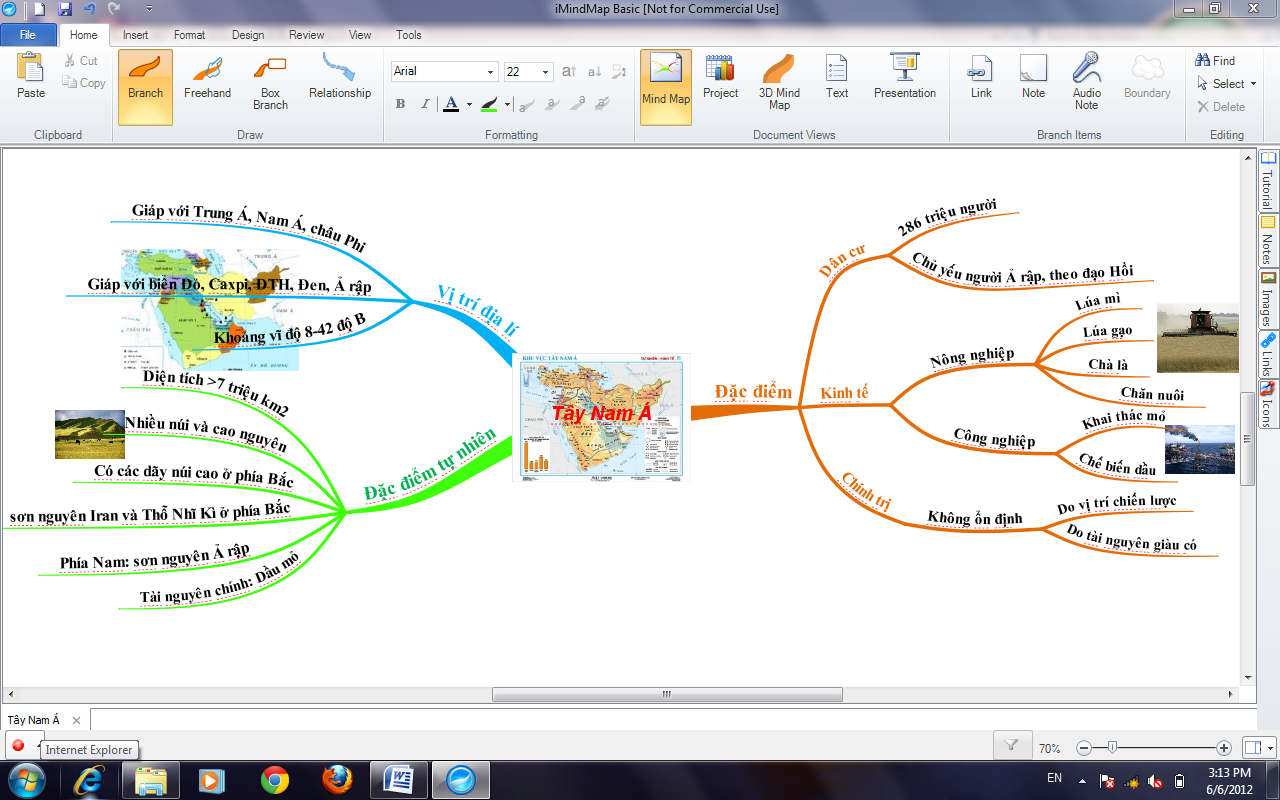 iMindMap Basic [Not for Commercial Use]
File Home Insert Format Design Review View Tools
Paste
Cut
Copy
Clipboard
Branch
Freehand
Box Branch
Relationship
Draw
Arial 22
B I A
Formatting
Mind Map
Project
3D Mind Map
Text
Presentation
Document Views
Link
Note
Audio Note
Boundary
Branch Items
Find
Select
Delete
Editing
Tutorial
Notes
Images
Links
Icons
Giáp với Trung Á, Nam Á, châu Phi
Giáp với biển Đỏ, Caxpi, ĐTH, Đen, Ả rập
Khoảng vĩ độ 8-42 độ B
Vị trí địa lí
Diện tích >7 triệu km2
Nhiều núi và cao nguyên
Có các dãy núi cao ở phía Bắc
sơn nguyên Iran và Thổ Nhĩ Kì ở phía Bắc
Phía Nam: sơn nguyên Ả rập
Tài nguyên chính: Dầu mỏ
Đặc điểm tự nhiên
KHU VỰC TÂY NAM Á
Tây Nam Á
Đặc điểm
Dân cư
286 triệu người
Chủ yếu người Ả rập, theo đạo Hồi
Kinh tế
Nông nghiệp
Lúa mì
Lúa gạo
Chà là
Chăn nuôi
Công nghiệp
Khai thác mỏ
Chế biến dầu
Chính trị
Không ổn định
Do vị trí chiến lược
Do tài nguyên giàu có
Tây Nam Á
Internet Explorer
70%
EN
3:13 PM
6/6/2012